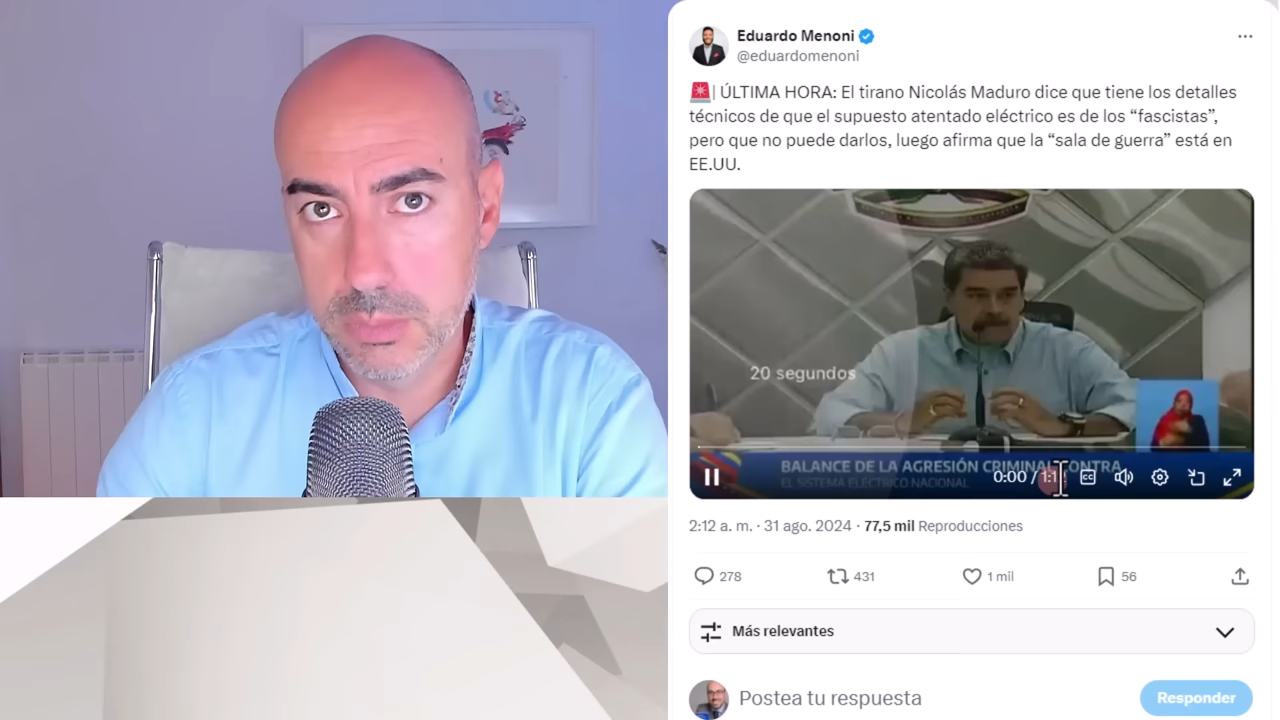 Eduardo Menoni
@eduardomenoni
🚨| ÚLTIMA HORA: El tirano Nicolás Maduro dice que tiene los detalles
técnicos de que el supuesto atentado eléctrico es de los “fascistas”,
pero que no puede darlos, luego afirma que la “sala de guerra” está en
EE.UU.
20 segundos
BALANCE DE LA AGRESIÓN CRIMINAL CONTRA
EL SISTEMA ELÉCTRICO NACIONAL
0:00 / 1:1
CC
2:12 a. m. · 31 ago. 2024 · 77,5 mil Reproducciones
278
431
1 mil
56
Más relevantes
Postea tu respuesta
Responder